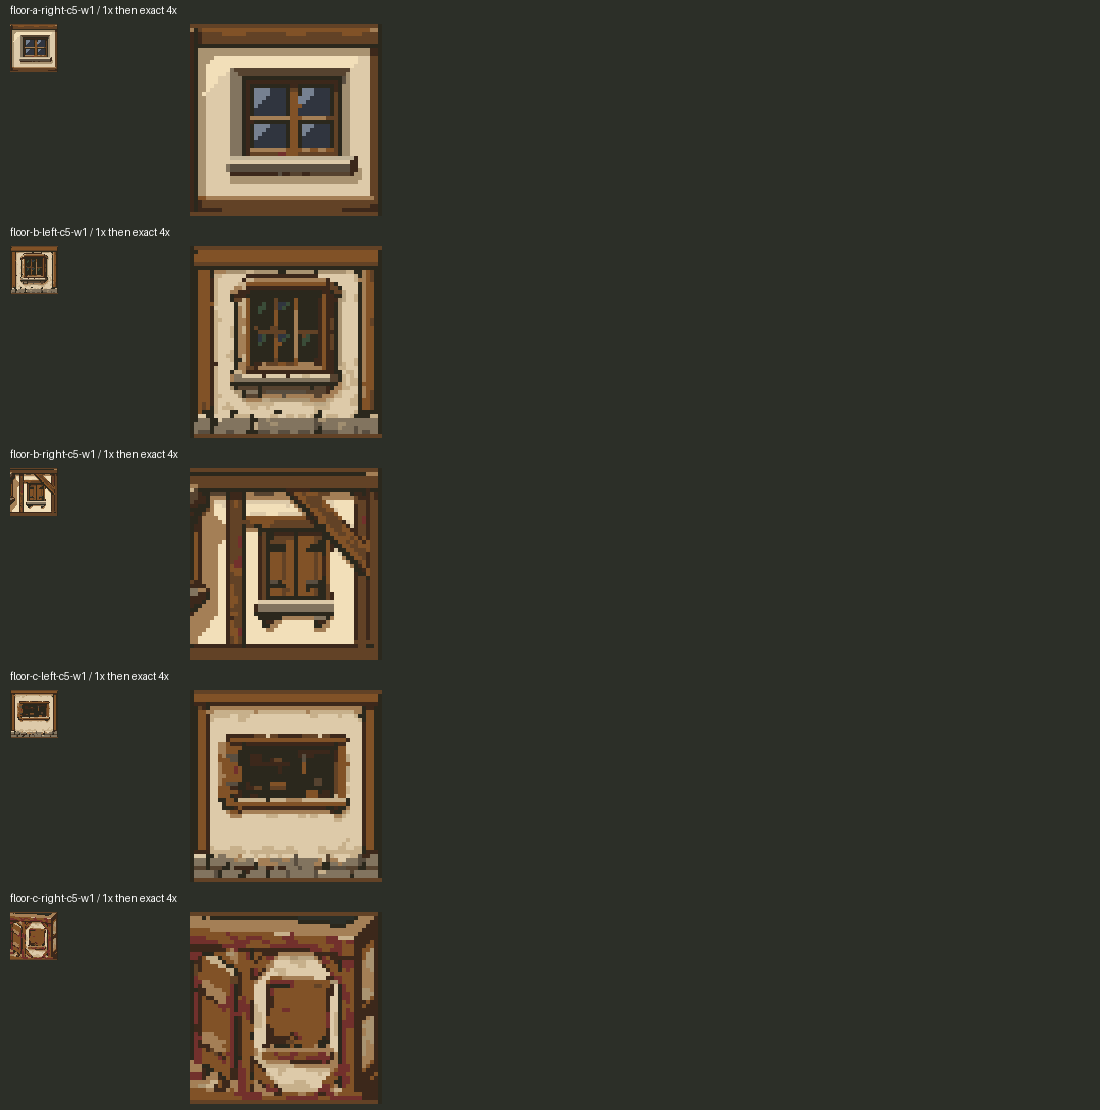 floor-a-right-c5-w1 / 1x then exact 4x
floor-b-left-c5-w1 / 1x then exact 4x
floor-b-right-c5-w1 / 1x then exact 4x
floor-c-left-c5-w1 / 1x then exact 4x
floor-c-right-c5-w1 / 1x then exact 4x